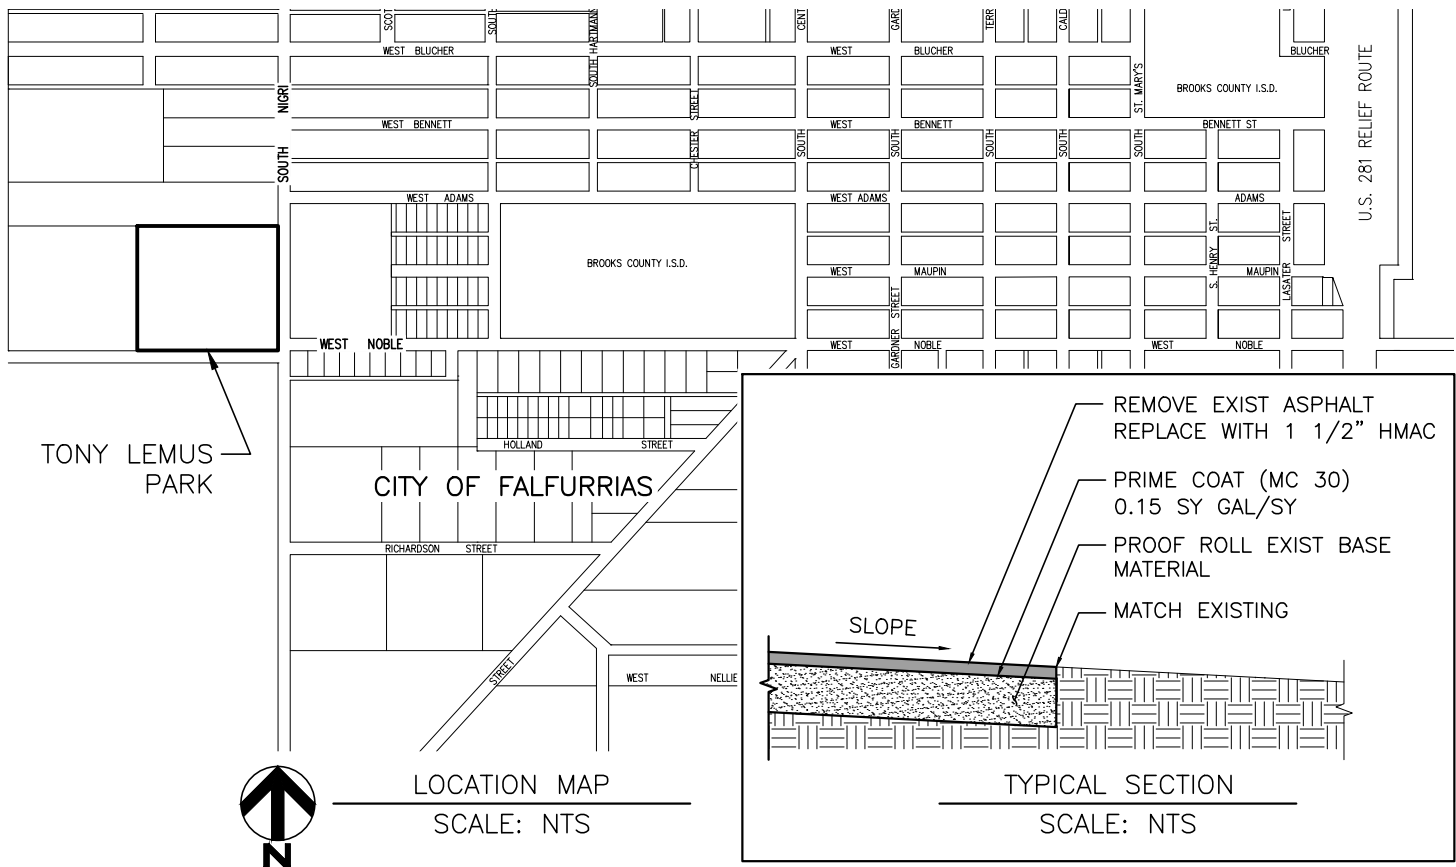 WEST BLUCHER
WEST BLUCHER
BLUCHER
SOUTH HARTMAN
ST. MARY'S
BROOKS COUNTY I.S.D.
U.S. 281 RELIEF ROUTE
SOUTH NIGRI
CHESTER STREET
WEST BENNETT
WEST BENNETT
BENNETT ST
SOUTH
SOUTH
SOUTH
SOUTH
SOUTH
WEST ADAMS
WEST ADAMS
ADAMS
BROOKS COUNTY I.S.D.
S. HENRY ST.
LASATER STREET
WEST MAUPIN
MAUPIN
GARDNER STREET
WEST NOBLE
WEST NOBLE
WEST NOBLE
TONY LEMUS
PARK
HOLLAND STREET
CITY OF FALFURRIAS
RICHARDSON STREET
STREET
WEST NELLIE
REMOVE EXIST ASPHALT
REPLACE WITH 1 1/2" HMAC
PRIME COAT (MC 30)
0.15 SY GAL/SY
PROOF ROLL EXIST BASE
MATERIAL
MATCH EXISTING
SLOPE
N
LOCATION MAP
SCALE: NTS
TYPICAL SECTION
SCALE: NTS